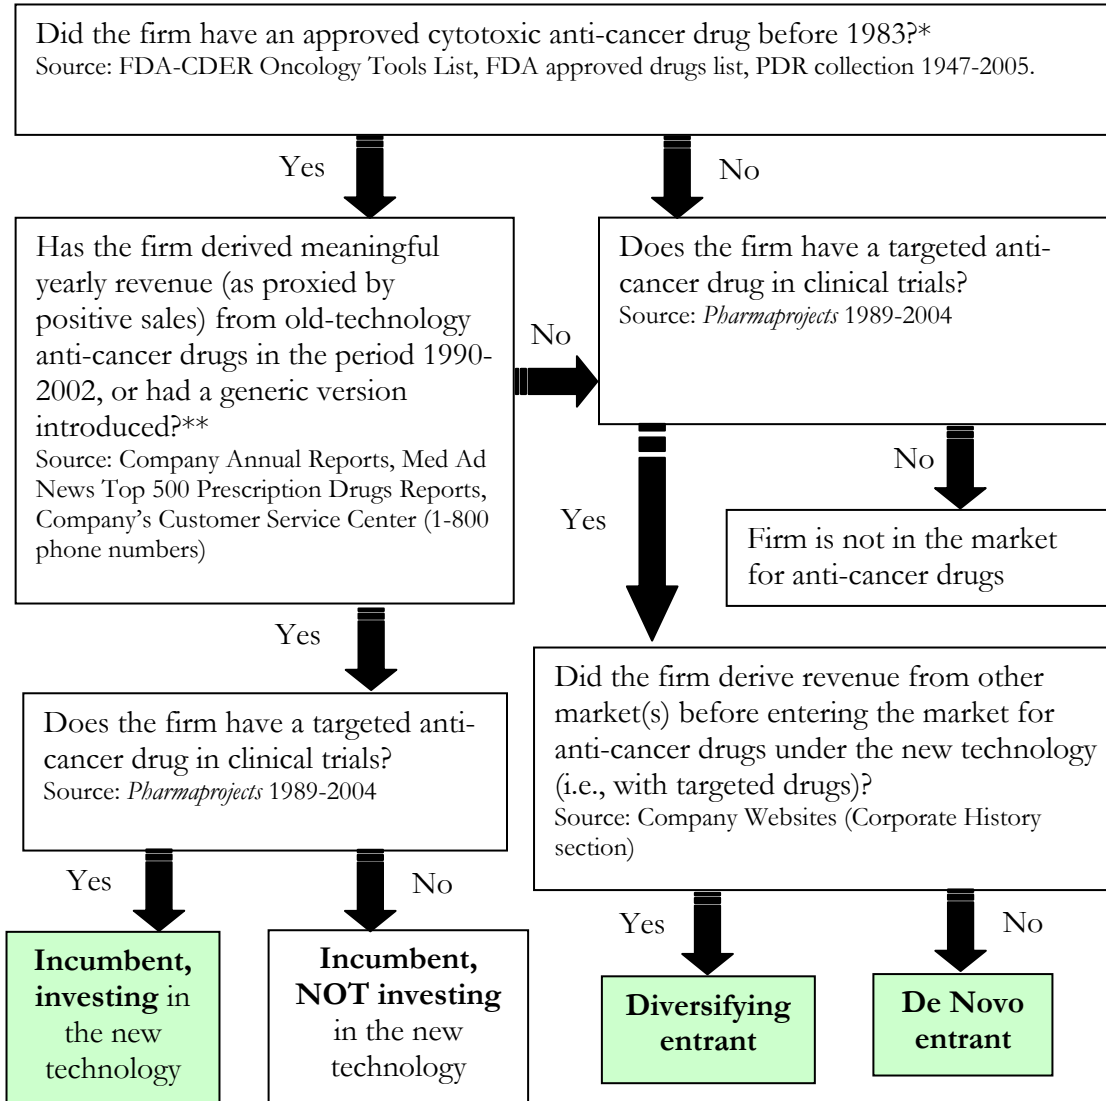 Did the firm have an approved cytotoxic anti-cancer drug before 1983?*
Source: FDA-CDER Oncology Tools List, FDA approved drugs list, PDR collection 1947-2005.
Yes
No
Has the firm derived meaningful
yearly revenue (as proxied by
positive sales) from old-technology
anti-cancer drugs in the period 1990-
2002, or had a generic version
introduced?**
Source: Company Annual Reports, Med Ad
News Top 500 Prescription Drugs Reports,
Company's Customer Service Center (1-800
phone numbers)
No
Does the firm have a targeted anti-
cancer drug in clinical trials?
Source: Pharmaprojects 1989-2004
No
Yes
Firm is not in the market
for anti-cancer drugs
Yes
Does the firm have a targeted anti-
cancer drug in clinical trials?
Source: Pharmaprojects 1989-2004
Did the firm derive revenue from other
market(s) before entering the market for
anti-cancer drugs under the new technology
(i.e., with targeted drugs)?
Source: Company Websites (Corporate History
section)
Yes
No
Yes
No
Incumbent,
investing in
the new
technology
Incumbent,
NOT investing
in the new
technology
Diversifying
entrant
De Novo
entrant